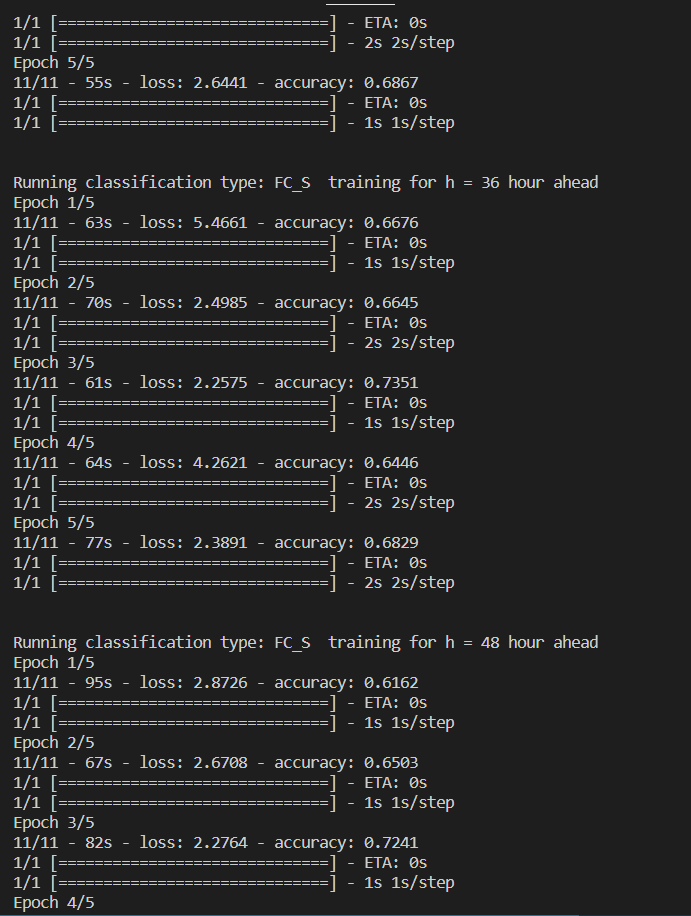 1/1 [==============================] - ETA: 0s
1/1 [==============================] - 2s 2s/step
Epoch 5/5
11/11 - 55s - loss: 2.6441 - accuracy: 0.6867
1/1 [==============================] - ETA: 0s
1/1 [==============================] - 1s 1s/step
Running classification type: FC_S  training for h = 36 hour ahead
Epoch 1/5
11/11 - 63s - loss: 5.4661 - accuracy: 0.6676
1/1 [==============================] - ETA: 0s
1/1 [==============================] - 1s 1s/step
Epoch 2/5
11/11 - 70s - loss: 2.4985 - accuracy: 0.6645
1/1 [==============================] - ETA: 0s
1/1 [==============================] - 2s 2s/step
Epoch 3/5
11/11 - 61s - loss: 2.2575 - accuracy: 0.7351
1/1 [==============================] - ETA: 0s
1/1 [==============================] - 1s 1s/step
Epoch 4/5
11/11 - 64s - loss: 4.2621 - accuracy: 0.6446
1/1 [==============================] - ETA: 0s
1/1 [==============================] - 2s 2s/step
Epoch 5/5
11/11 - 77s - loss: 2.3891 - accuracy: 0.6829
1/1 [==============================] - ETA: 0s
1/1 [==============================] - 2s 2s/step
Running classification type: FC_S  training for h = 48 hour ahead
Epoch 1/5
11/11 - 95s - loss: 2.8726 - accuracy: 0.6162
1/1 [==============================] - ETA: 0s
1/1 [==============================] - 1s 1s/step
Epoch 2/5
11/11 - 67s - loss: 2.6708 - accuracy: 0.6503
1/1 [==============================] - ETA: 0s
1/1 [==============================] - 1s 1s/step
Epoch 3/5
11/11 - 82s - loss: 2.2764 - accuracy: 0.7241
1/1 [==============================] - ETA: 0s
1/1 [==============================] - 1s 1s/step
Epoch 4/5